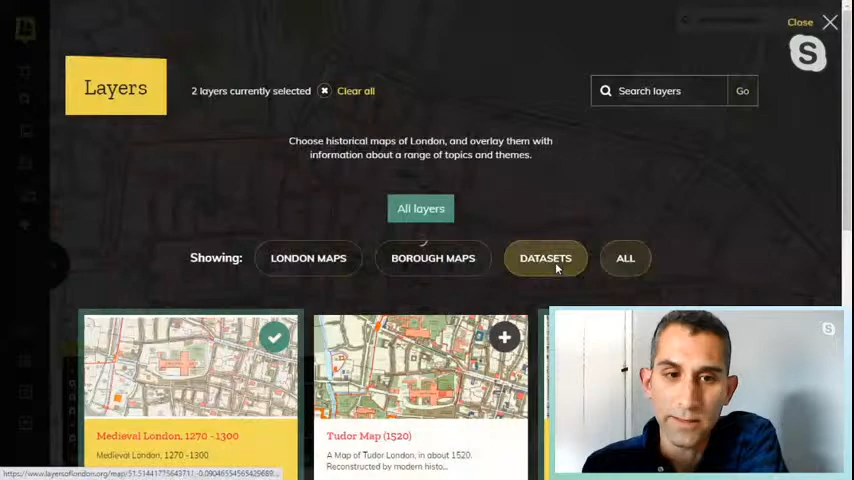 Close
S
Layers
2 layers currently selected
Clear all
Search layers
Go
Choose historical maps of London, and overlay them with
information about a range of topics and themes.
All layers
Showing:
LONDON MAPS
BOROUGH MAPS
DATASETS
ALL
Medieval London, 1270 - 1300
Medieval London, 1270 -1300
Tudor Map (1520)
A Map of Tudor London, in about 1520.
Reconstructed by modern histo...